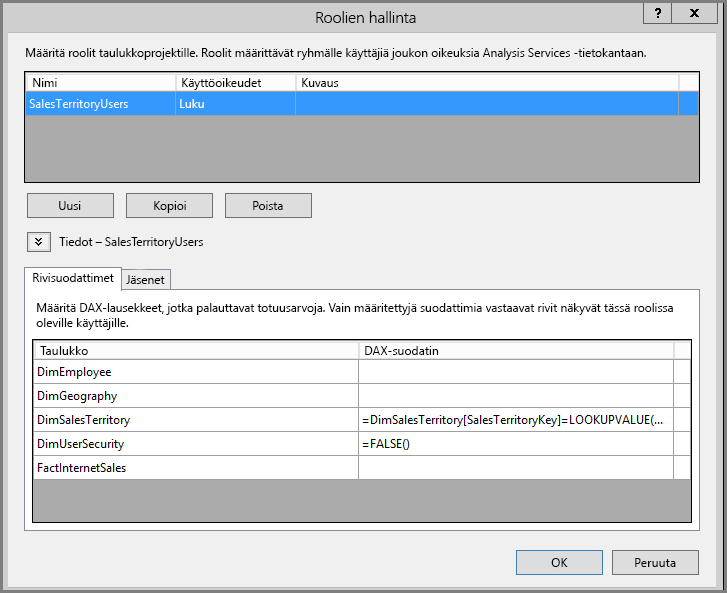 Roolien hallinta
?
Määritä roolit taulukkoprojektille. Roolit määrittävät ryhmälle käyttäjiä joukon oikeuksia Analysis Services -tietokantaan.
Nimi Käyttöoikeudet Kuvaus
SalesTerritoryUsers Luku
Uusi Kopioi Poista
Tiedot – SalesTerritoryUsers
Rivisuodattimet Jäsenet
Määritä DAX-lausekkeet, jotka palauttavat totuusarvoja. Vain määritettyjä suodattimia vastaavat rivit näkyvät tässä roolissa
oleville käyttäjille.
Taulukko DAX-suodatin
DimEmployee
DimGeography
DimSalesTerritory =DimSalesTerritory[SalesTerritoryKey]=LOOKUPVALUE(...
DimUserSecurity =FALSE()
FactInternetSales
OK Peruuta